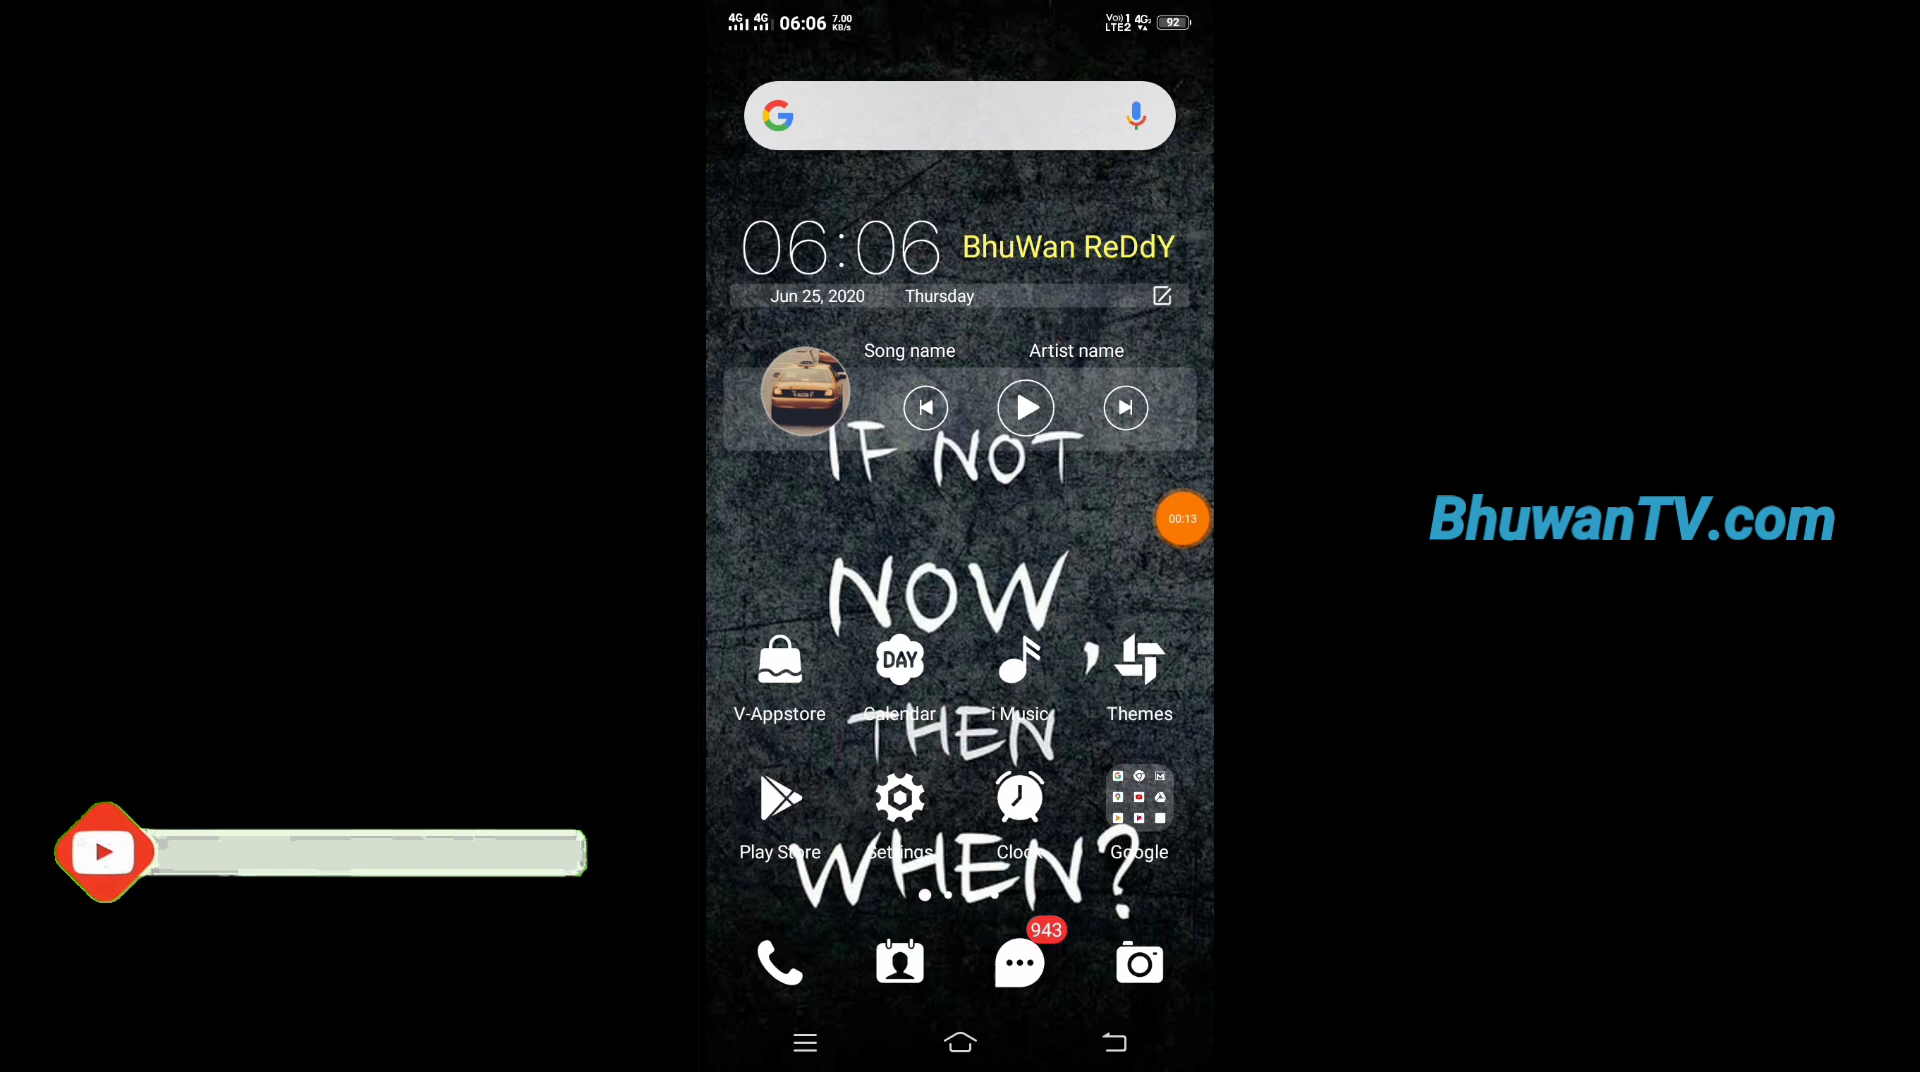 4G 4G 06:06 7.00 KB/s
Vo)) 1 LTE2 4G2 92
06:06 BhuWan ReDdY
Jun 25, 2020 Thursday
Song name Artist name
IF NOT
00:13
BhuwanTV.com
NOW,
DAY
V-Appstore Calendar i Music Themes
THEN
Play Store Settings Clock Google
WHEN?
943